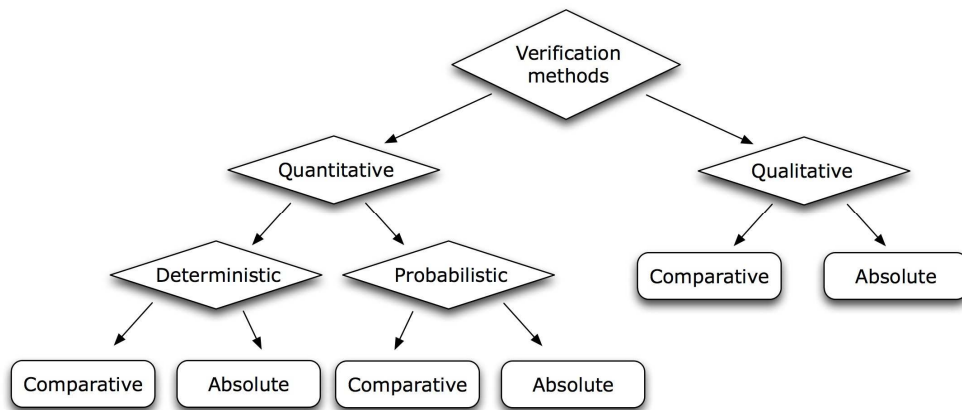 Verification
methods
Quantitative
Qualitative
Deterministic
Probabilistic
Comparative
Absolute
Comparative
Absolute
Comparative
Absolute